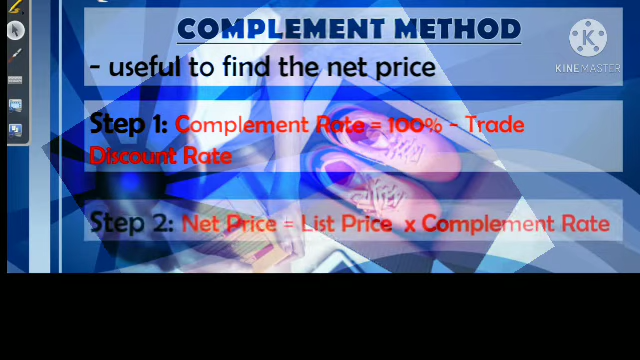 COMPLEMENT METHOD
- useful to find the net price
K
KINEMASTER
Step 1: Complement Rate = 100% - Trade
Discount Rate
Step 2: Net Price = List Price x Complement Rate